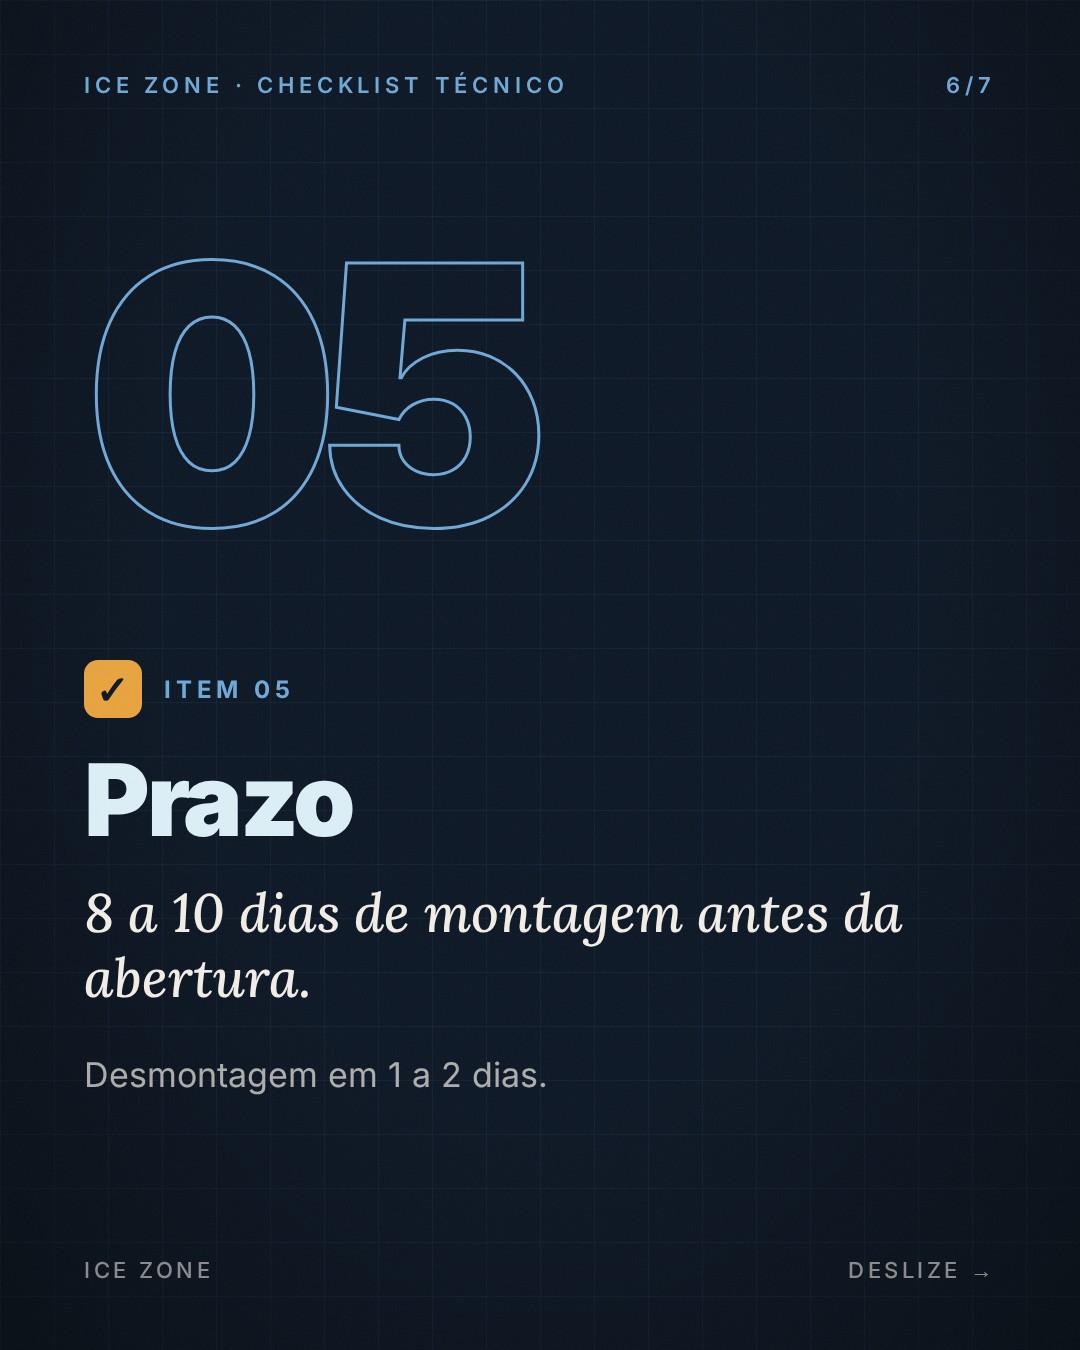 ICE ZONE · CHECKLIST TÉCNICO
6/7
05
✓ ITEM 05
Prazo
8 a 10 dias de montagem antes da
abertura.
Desmontagem em 1 a 2 dias.
ICE ZONE
DESLIZE →